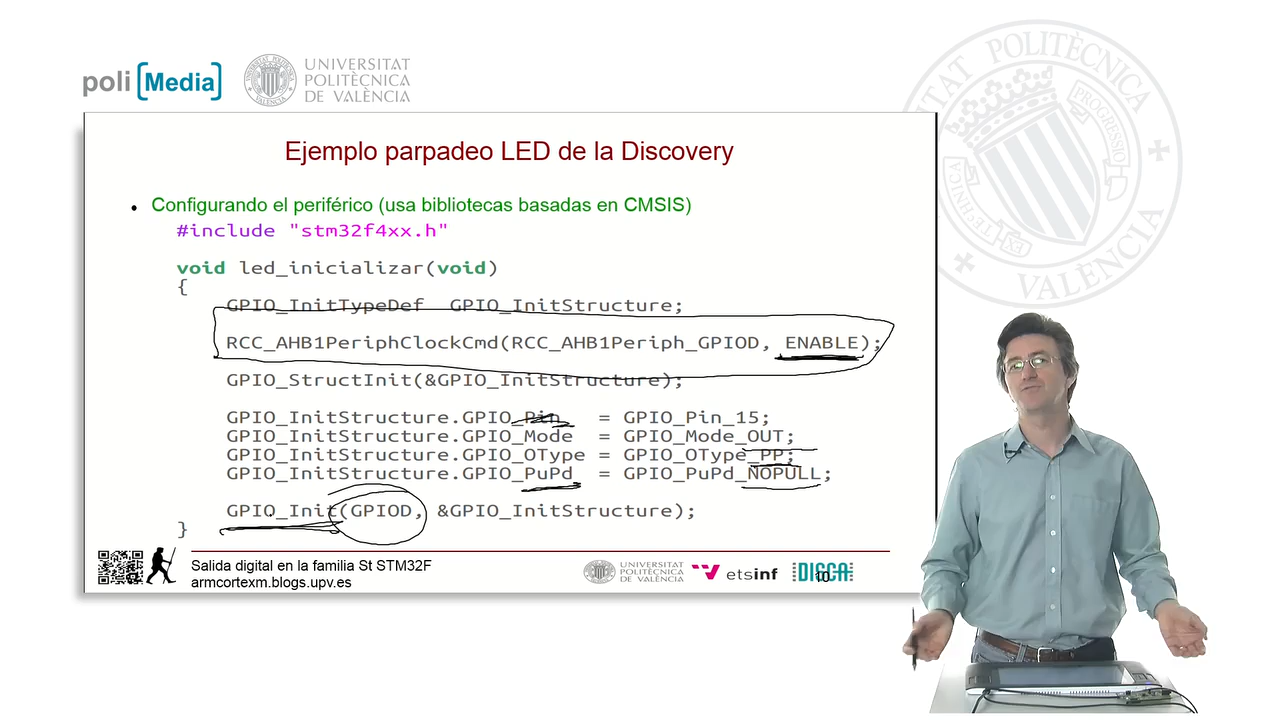 poli [Media]
UNIVERSITAT
POLITÈCNICA
DE VALÈNCIA
Ejemplo parpadeo LED de la Discovery
• Configurando el periférico (usa bibliotecas basadas en CMSIS)
#include "stm32f4xx.h"
void led_inicializar(void)
{
GPIO_InitTypeDef GPIO_InitStructure;
RCC_AHB1PeriphClockCmd(RCC_AHB1Periph_GPIOD, ENABLE);
GPIO_StructInit(&GPIO_InitStructure);
GPIO_InitStructure.GPIO_Pin = GPIO_Pin_15;
GPIO_InitStructure.GPIO_Mode = GPIO_Mode_OUT;
GPIO_InitStructure.GPIO_OType = GPIO_OType_PP;
GPIO_InitStructure.GPIO_PuPd = GPIO_PuPd_NOPULL;
GPIO_Init(GPIOD, &GPIO_InitStructure);
}
Salida digital en la familia St STM32F
armcortexm.blogs.upv.es
UNIVERSITAT
POLITÈCNICA
DE VALÈNCIA
etsinf
DISCA
10
POLITÈCNICA
VALÈNCIA
PROGRESSIO